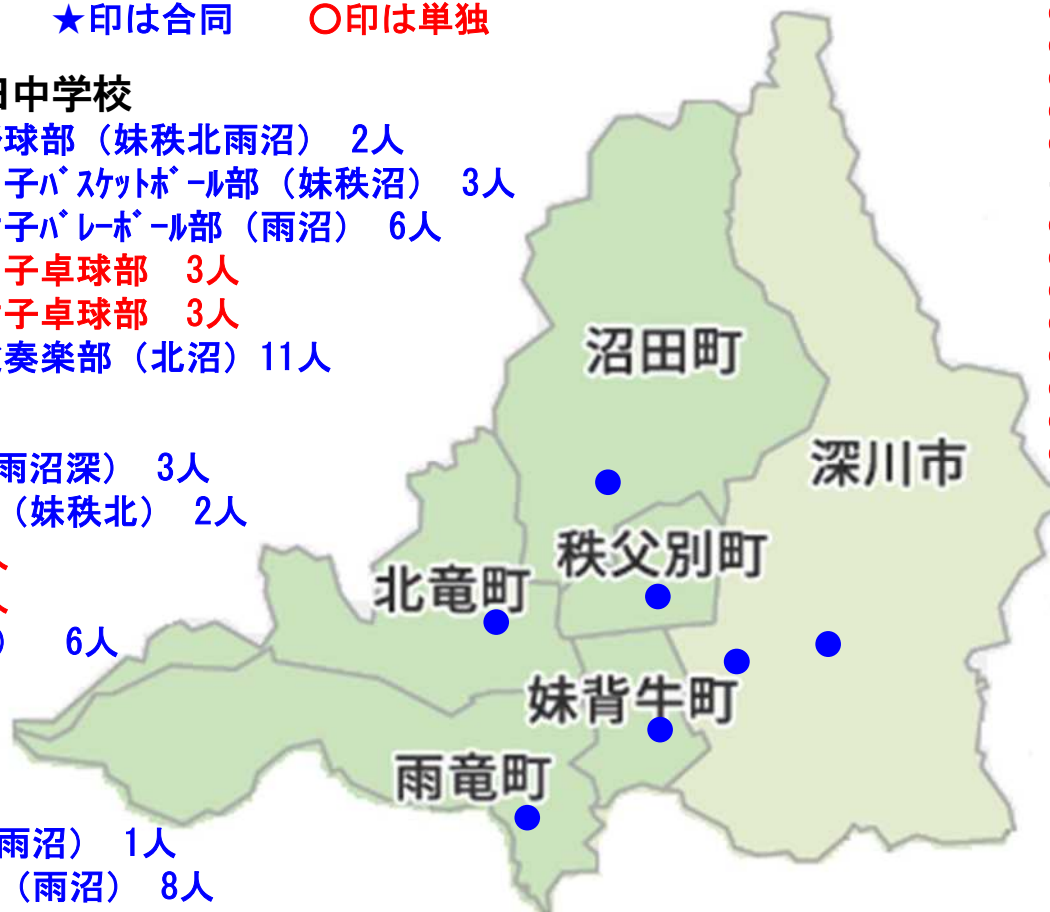 ★印は合同　〇印は単独
田中学校
球部（妹秩北雨沼）　2人
子ﾊﾞｽｹｯﾄﾎﾞｰﾙ部（妹秩沼）　3人
子ﾊﾞﾚｰﾎﾞｰﾙ部（雨沼）　6人
子卓球部　3人
子卓球部　3人
奏楽部（北沼）11人
雨沼深）　3人
（妹秩北）　2人
）　6人
雨沼）　1人
（雨沼）　8人
沼田町
深川市
秩父別町
北竜町
妹背牛町
雨竜町